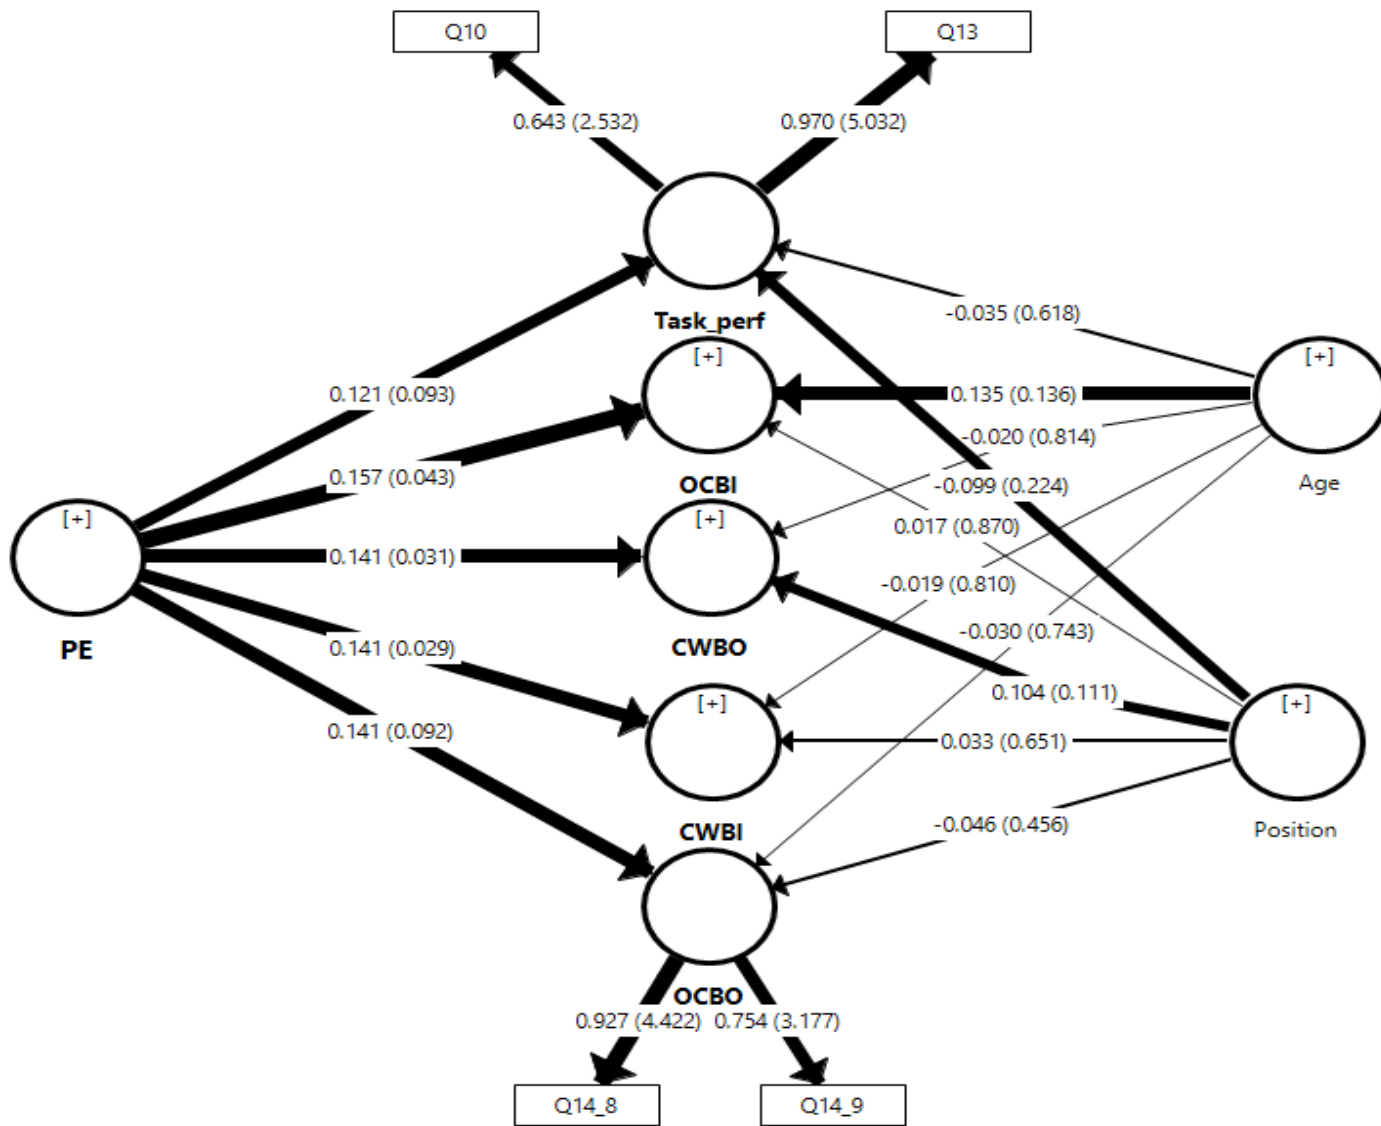 Q10
Q13
0.643 (2.532)
0.970 (5.032)
Task_perf
-0.035 (0.618)
[+]
[+]
0.121 (0.093)
0.135 (0.136)
-0.020 (0.814)
0.157 (0.043)
OCBI
-0.099 (0.224)
Age
[+]
[+]
0.017 (0.870)
0.141 (0.031)
-0.019 (0.810)
PE
CWBO
-0.030 (0.743)
0.141 (0.029)
0.104 (0.111)
[+]
[+]
0.141 (0.092)
0.033 (0.651)
CWBI
-0.046 (0.456)
Position
OCBO
0.927 (4.422)
0.754 (3.177)
Q14_8
Q14_9